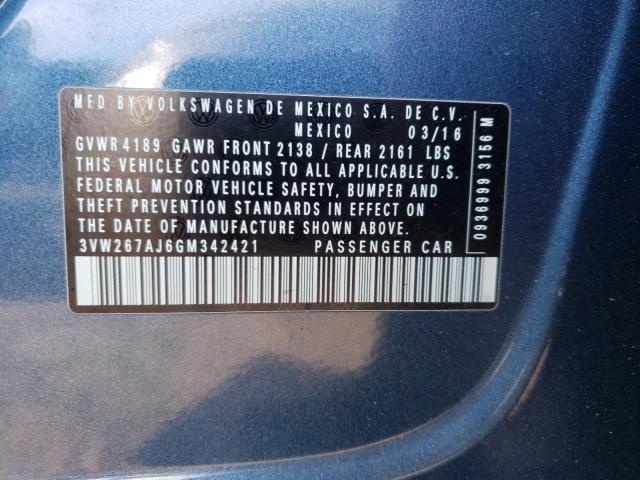 MFD BY VOLKSWAGEN DE MEXICO S.A. DE C.V.
MEXICO 03/16
GVWR 4189 GAWR FRONT 2138 / REAR 2161 LBS
THIS VEHICLE CONFORMS TO ALL APPLICABLE U.S.
FEDERAL MOTOR VEHICLE SAFETY, BUMPER AND
THEFT PREVENTION STANDARDS IN EFFECT ON
THE DATE OF MANUFACTURE SHOWN ABOVE.
3VW267AJ6GM342421 PASSENGER CAR
0936999 3156 M